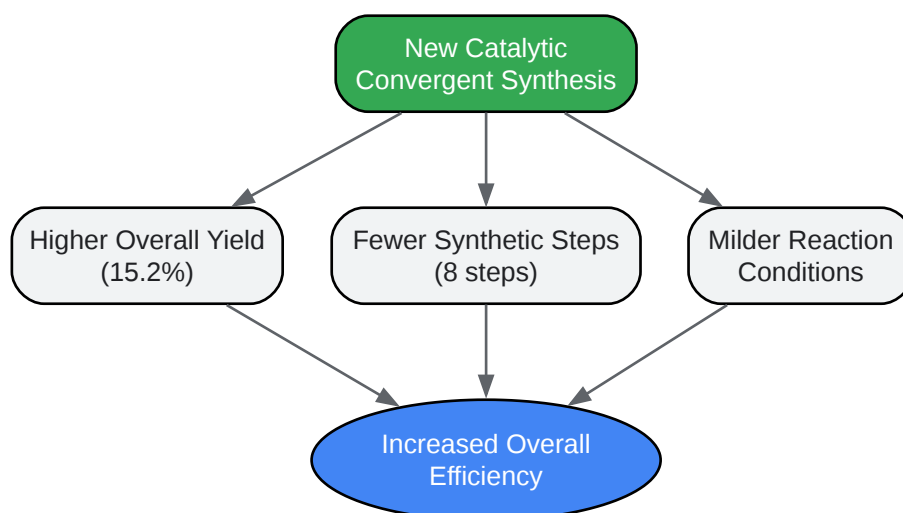 New Catalytic
Convergent Synthesis
Higher Overall Yield
(15.2%)
Fewer Synthetic Steps
(8 steps)
Milder Reaction
Conditions
Increased Overall
Efficiency